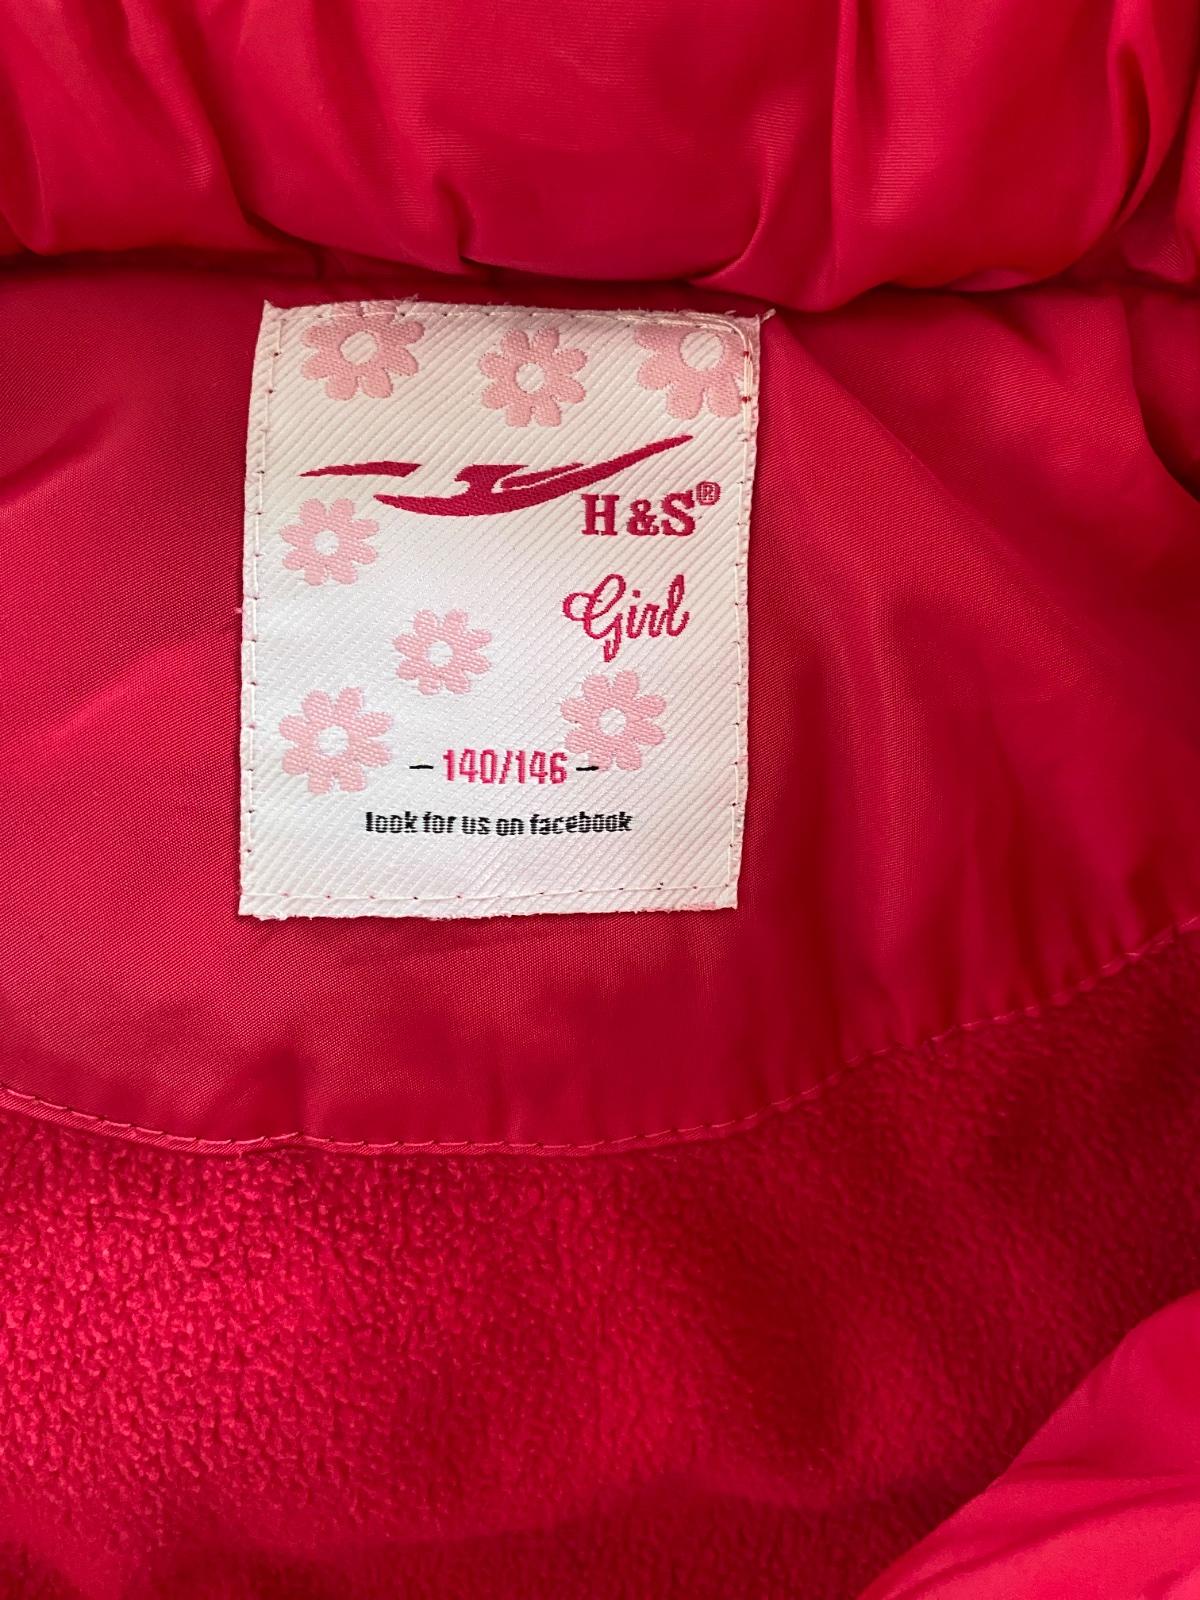 H&S®
Girl
- 140/146 -
look for us on facebook